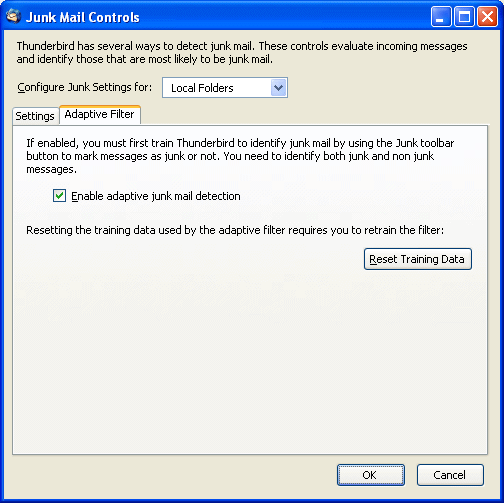 Junk Mail Controls
Thunderbird has several ways to detect junk mail. These controls evaluate incoming messages
and identify those that are most likely to be junk mail.
Configure Junk Settings for: Local Folders
Settings Adaptive Filter
If enabled, you must first train Thunderbird to identify junk mail by using the Junk toolbar
button to mark messages as junk or not. You need to identify both junk and non junk
messages.
Enable adaptive junk mail detection
Resetting the training data used by the adaptive filter requires you to retrain the filter:
Reset Training Data
OK Cancel